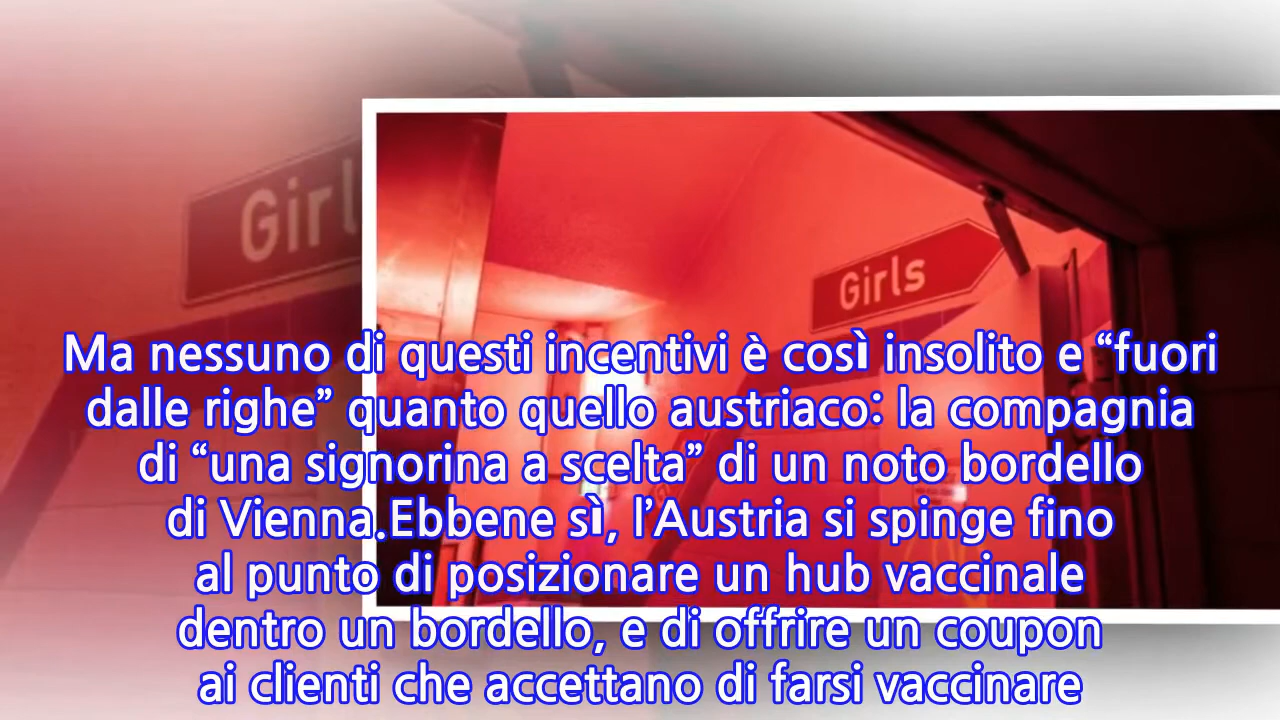 Girl
Girls
Ma nessuno di questi incentivi è così insolito e “fuori
dalle righe” quanto quello austriaco: la compagnia
di “una signorina a scelta” di un noto bordello
di Vienna.Ebbene sì, l’Austria si spinge fino
al punto di posizionare un hub vaccinale
dentro un bordello, e di offrire un coupon
ai clienti che accettano di farsi vaccinare